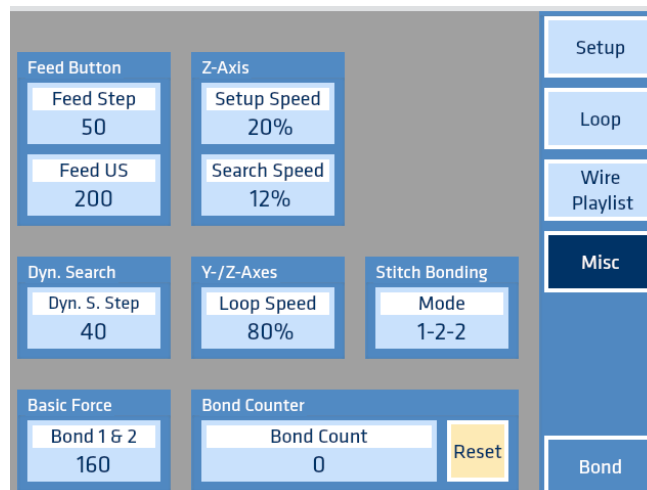 Feed Button
Feed Step
50
Feed US
200
Z-Axis
Setup Speed
20%
Search Speed
12%
Dyn. Search
Dyn. S. Step
40
Y-/Z-Axes
Loop Speed
80%
Stitch Bonding
Mode
1-2-2
Basic Force
Bond 1 & 2
160
Bond Counter
Bond Count
0
Reset
Setup
Loop
Wire
Playlist
Misc
Bond